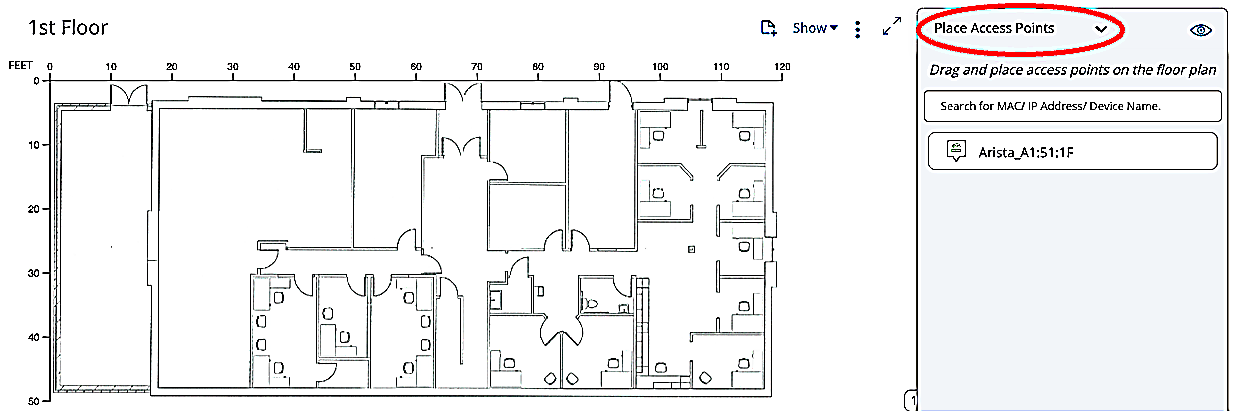 1st Floor
Show
Place Access Points
FEET
0 10 20 30 40 50 60 70 80 90 100 110 120
Drag and place access points on the floor plan
0
Search for MAC/ IP Address/ Device Name.
10
Arista_A1:51:1F
20
30
40
50
1